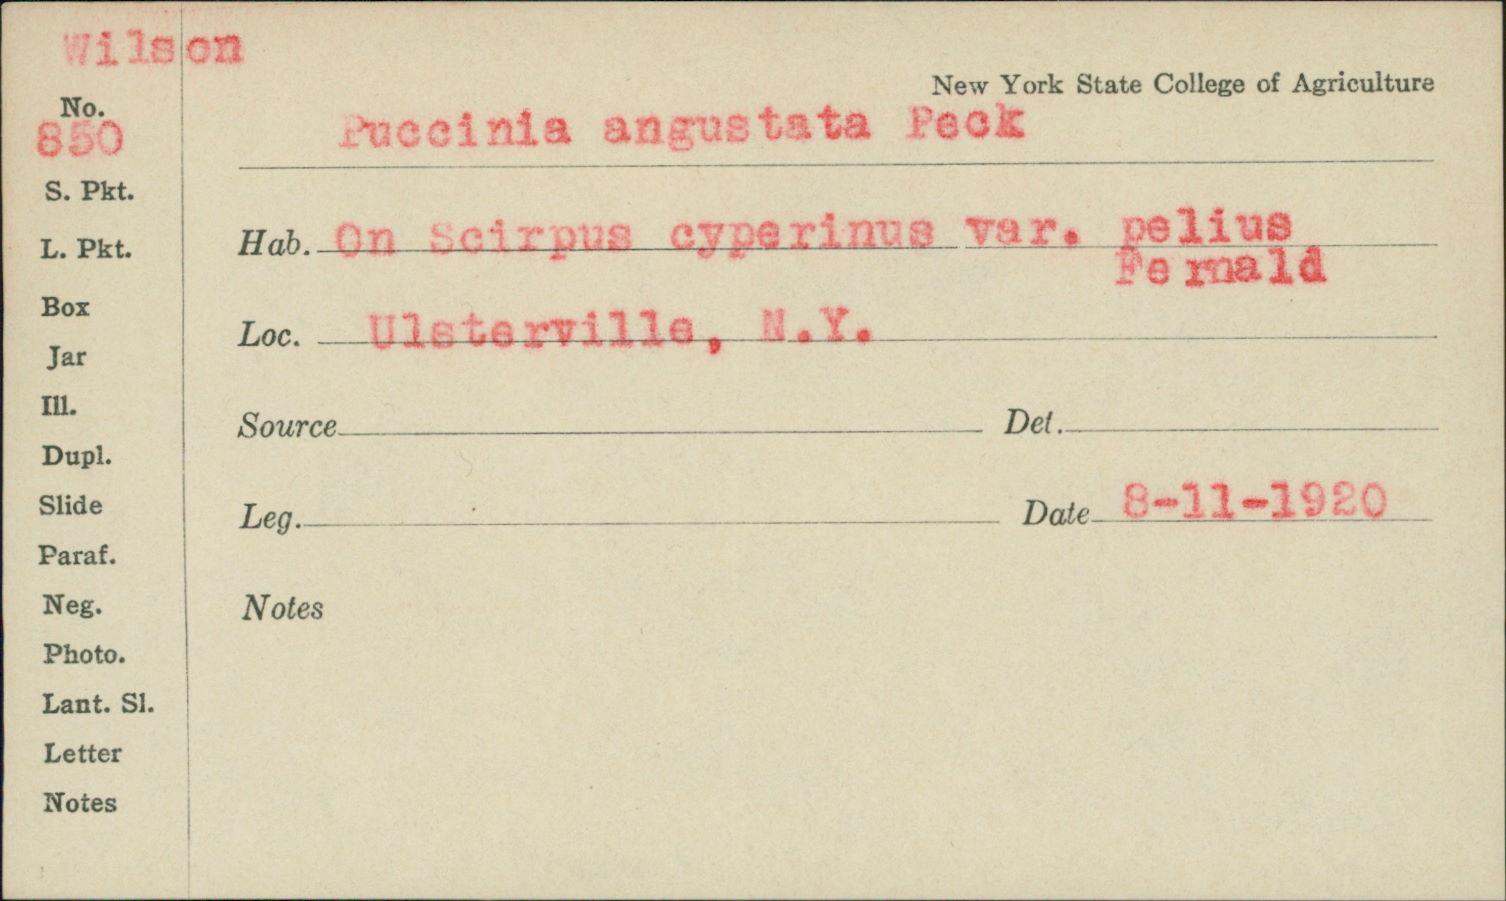 Wilson
New York State College of Agriculture
No.
850
Puccinia angustata Peck
S. Pkt.
Hab. On Scirpus cyperinus var. pelius
Fernald
L. Pkt.
Box
Loc. Ulsterville, N.Y.
Jar
Ill.
Source Det.
Dupl.
Slide
Leg. Date 8-11-1920
Paraf.
Neg.
Notes
Photo.
Lant. Sl.
Letter
Notes